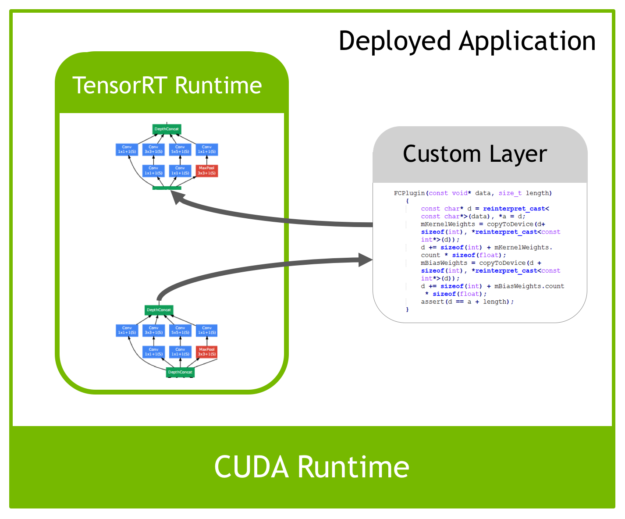 Deployed Application
TensorRT Runtime
DepthConcat
Conv Conv Conv Conv
1x1+1(S) 3x3+1(S) 5x5+1(S) 1x1+1(S)
Conv Conv MaxPool
1x1+1(S) 1x1+1(S) 3x3+1(S)
DepthConcat
Conv Conv Conv Conv
1x1+1(S) 3x3+1(S) 5x5+1(S) 1x1+1(S)
Conv Conv MaxPool
1x1+1(S) 1x1+1(S) 3x3+1(S)
DepthConcat
Custom Layer
FCPlugin(const void* data, size_t length)
{
const char* d = reinterpret_cast<
const char*>(data), *a = d;
mKernelWeights = copyToDevice(d+
sizeof(int), *reinterpret_cast<const
int*>(d));
d += sizeof(int) + mKernelWeights.
count * sizeof(float);
mBiasWeights = copyToDevice(d +
sizeof(int), *reinterpret_cast<const
int*>(d));
d += sizeof(int) + mBiasWeights.count
* sizeof(float);
assert(d == a + length);
}
CUDA Runtime